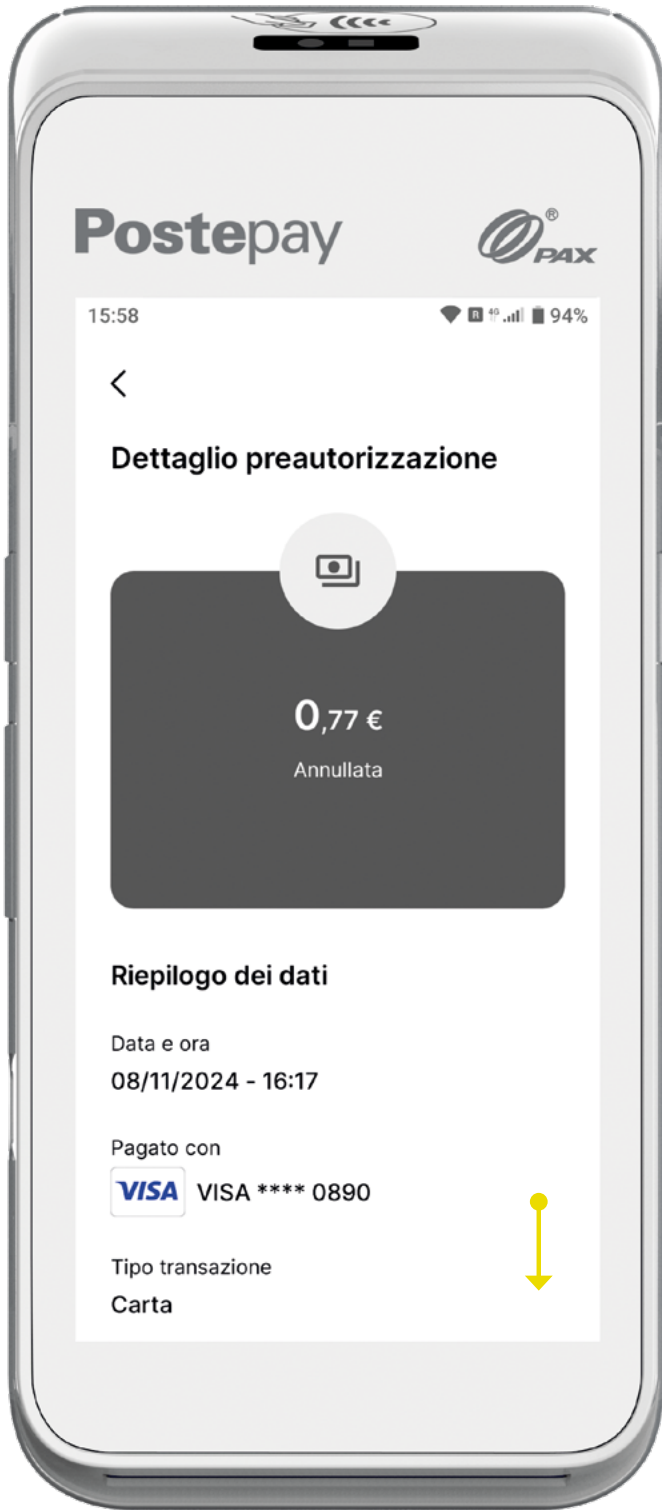 Postepay
®
PAX
15:58
R 4G 94%
Dettaglio preautorizzazione
0,77 €
Annullata
Riepilogo dei dati
Data e ora
08/11/2024 - 16:17
Pagato con
VISA VISA **** 0890
Tipo transazione
Carta